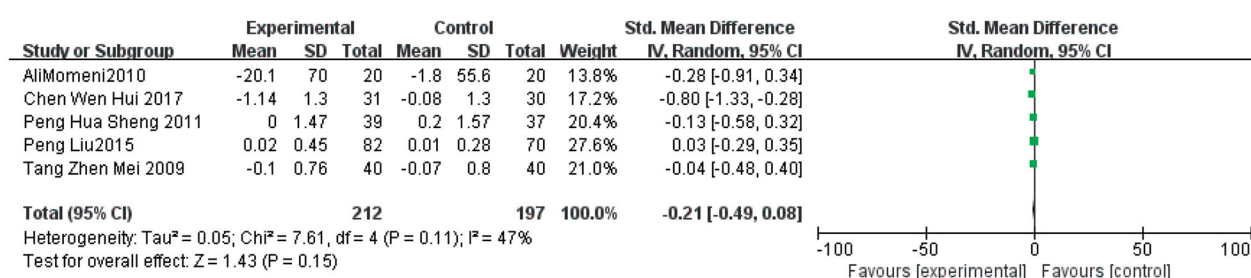 Experimental Control Std. Mean Difference Std. Mean Difference
Study or Subgroup Mean SD Total Mean SD Total Weight IV, Random, 95% CI IV, Random, 95% CI
AliMomeni2010 -20.1 70 20 -1.8 55.6 20 13.8% -0.28 [-0.91, 0.34]
Chen Wen Hui 2017 -1.14 1.3 31 -0.08 1.3 30 17.2% -0.80 [-1.33, -0.28]
Peng Hua Sheng 2011 0 1.47 39 0.2 1.57 37 20.4% -0.13 [-0.58, 0.32]
Peng Liu2015 0.02 0.45 82 0.01 0.28 70 27.6% 0.03 [-0.29, 0.35]
Tang Zhen Mei 2009 -0.1 0.76 40 -0.07 0.8 40 21.0% -0.04 [-0.48, 0.40]
Total (95% CI) 212 197 100.0% -0.21 [-0.49, 0.08]
Heterogeneity: Tau² = 0.05; Chi² = 7.61, df = 4 (P = 0.11); I² = 47%
Test for overall effect: Z = 1.43 (P = 0.15)
-100 -50 0 50 100
Favours [experimental] Favours [control]